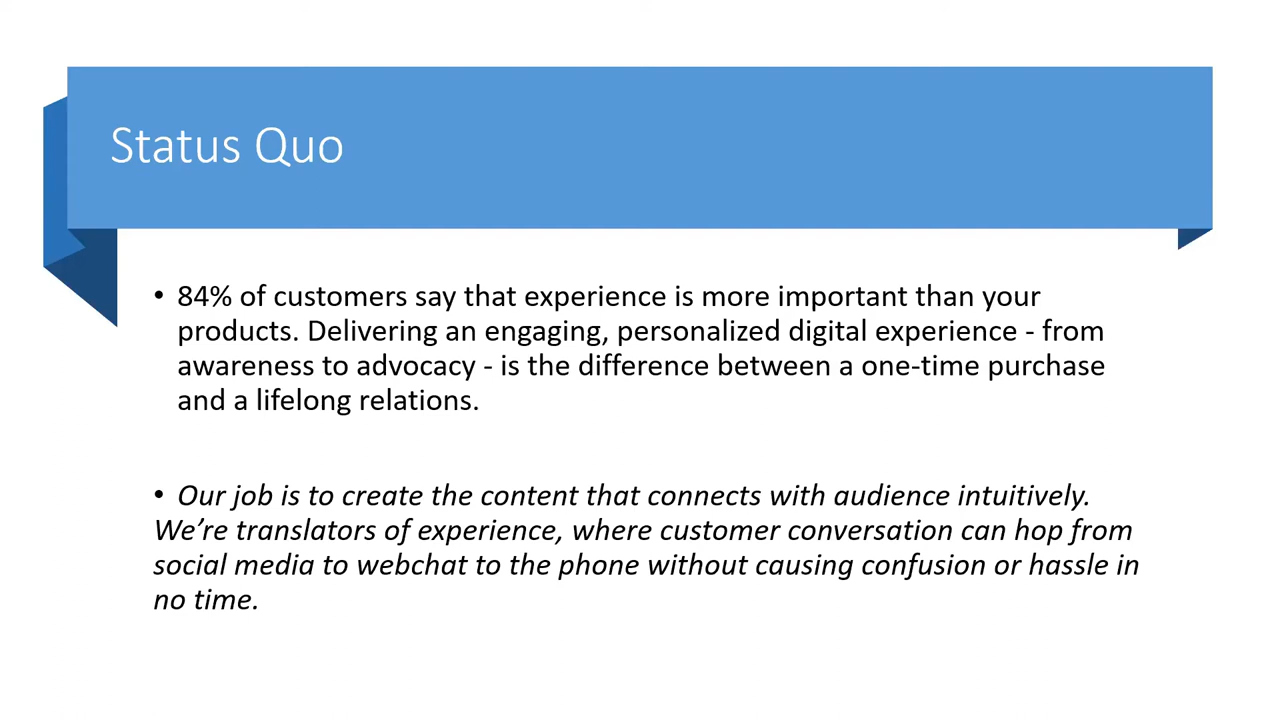 Status Quo
• 84% of customers say that experience is more important than your
products. Delivering an engaging, personalized digital experience - from
awareness to advocacy - is the difference between a one-time purchase
and a lifelong relations.
• Our job is to create the content that connects with audience intuitively.
We’re translators of experience, where customer conversation can hop from
social media to webchat to the phone without causing confusion or hassle in
no time.